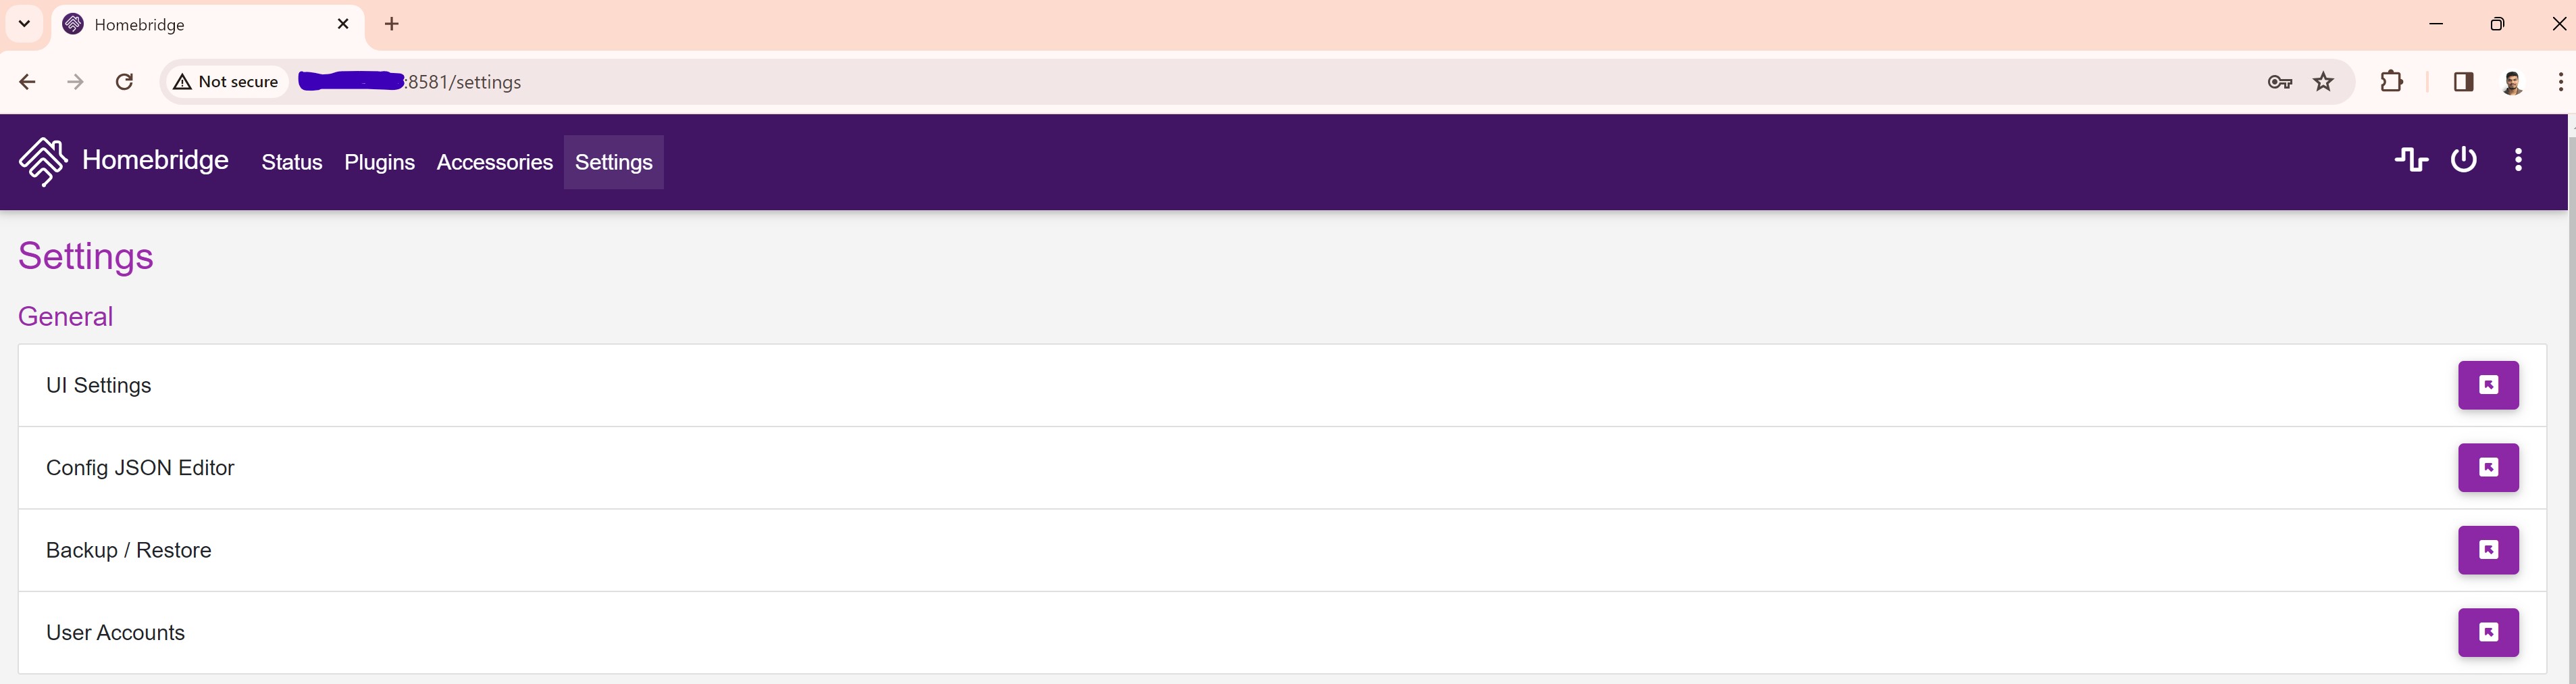 Homebridge
Not secure :8581/settings
Homebridge Status Plugins Accessories Settings
Settings
General
UI Settings
Config JSON Editor
Backup / Restore
User Accounts